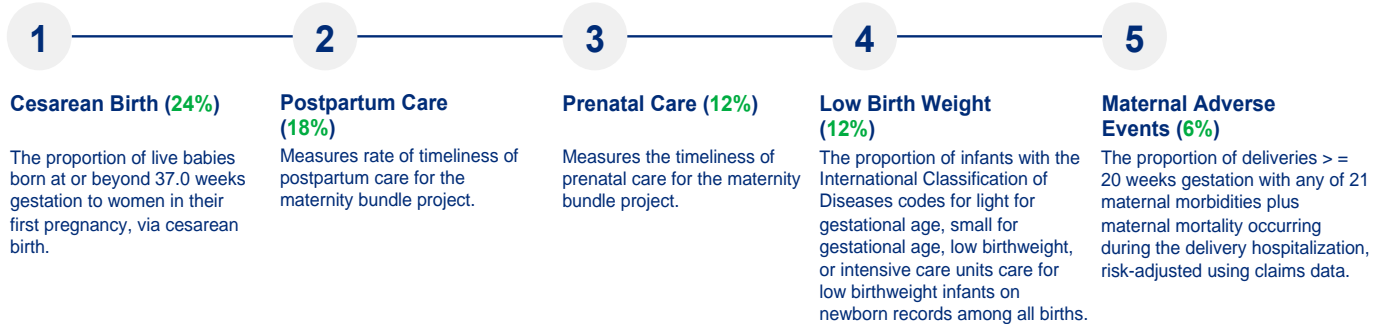 1
2
3
4
5
Cesarean Birth (24%)
The proportion of live babies
born at or beyond 37.0 weeks
gestation to women in their
first pregnancy, via cesarean
birth.
Postpartum Care
(18%)
Measures rate of timeliness of
postpartum care for the
maternity bundle project.
Prenatal Care (12%)
Measures the timeliness of
prenatal care for the maternity
bundle project.
Low Birth Weight
(12%)
The proportion of infants with the
International Classification of
Diseases codes for light for
gestational age, small for
gestational age, low birthweight,
or intensive care units care for
low birthweight infants on
newborn records among all births.
Maternal Adverse
Events (6%)
The proportion of deliveries > =
20 weeks gestation with any of 21
maternal morbidities plus
maternal mortality occurring
during the delivery hospitalization,
risk-adjusted using claims data.